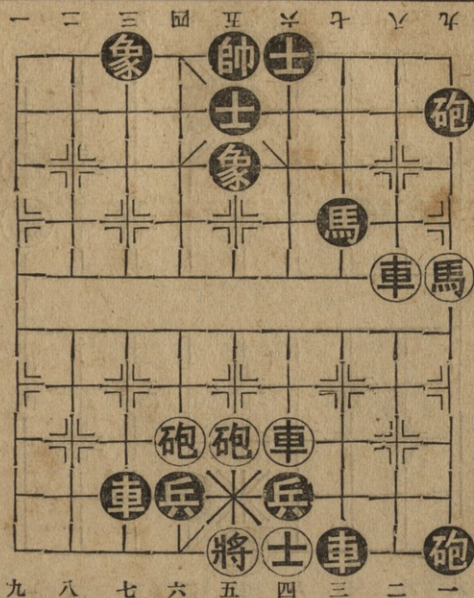 一 二 三 四 五 六 七 八 九
象 帥 士
士 砲
象
馬
車 馬
砲 砲 車
車 兵 兵
將 士 車 砲
九 八 七 六 五 四 三 二 一